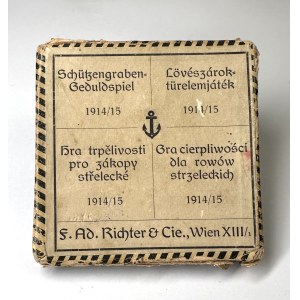 Schützengraben-
Geduldspiel
1914/15
Lövészárok-
türelemjáték
1914/15
Hra trpělivosti
pro zákopy
střelecké
1914/15
Gra cierpliwości
dla rowów
strzeleckich
1914/15
F. Ad. Richter & Cie., Wien XIII/1